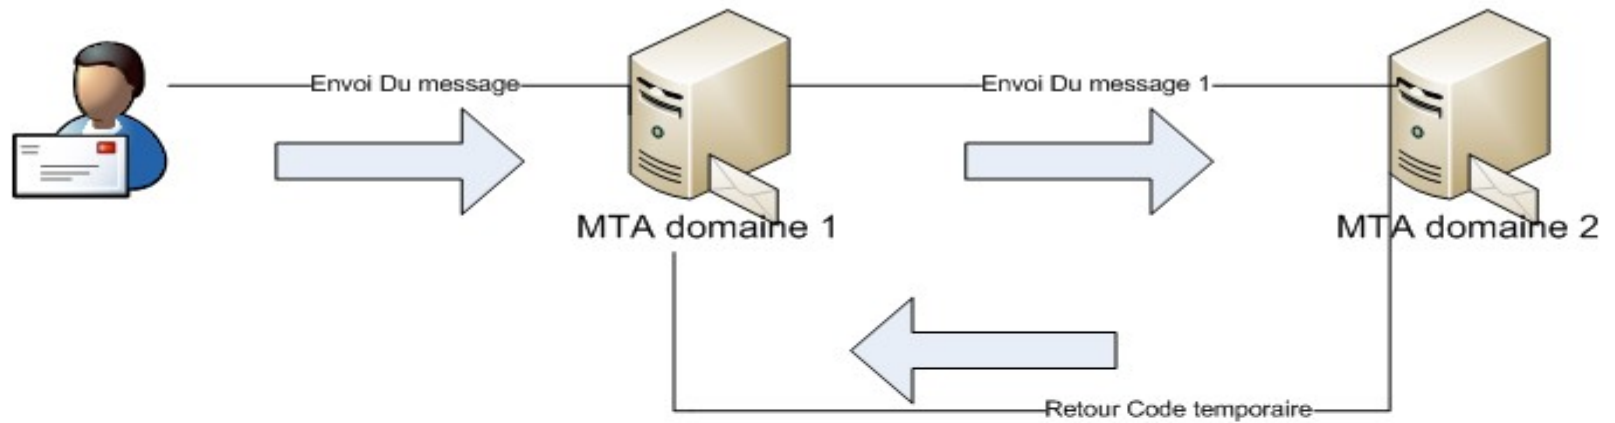 Envoi Du message
Envoi Du message 1
MTA domaine 1
MTA domaine 2
Retour Code temporaire